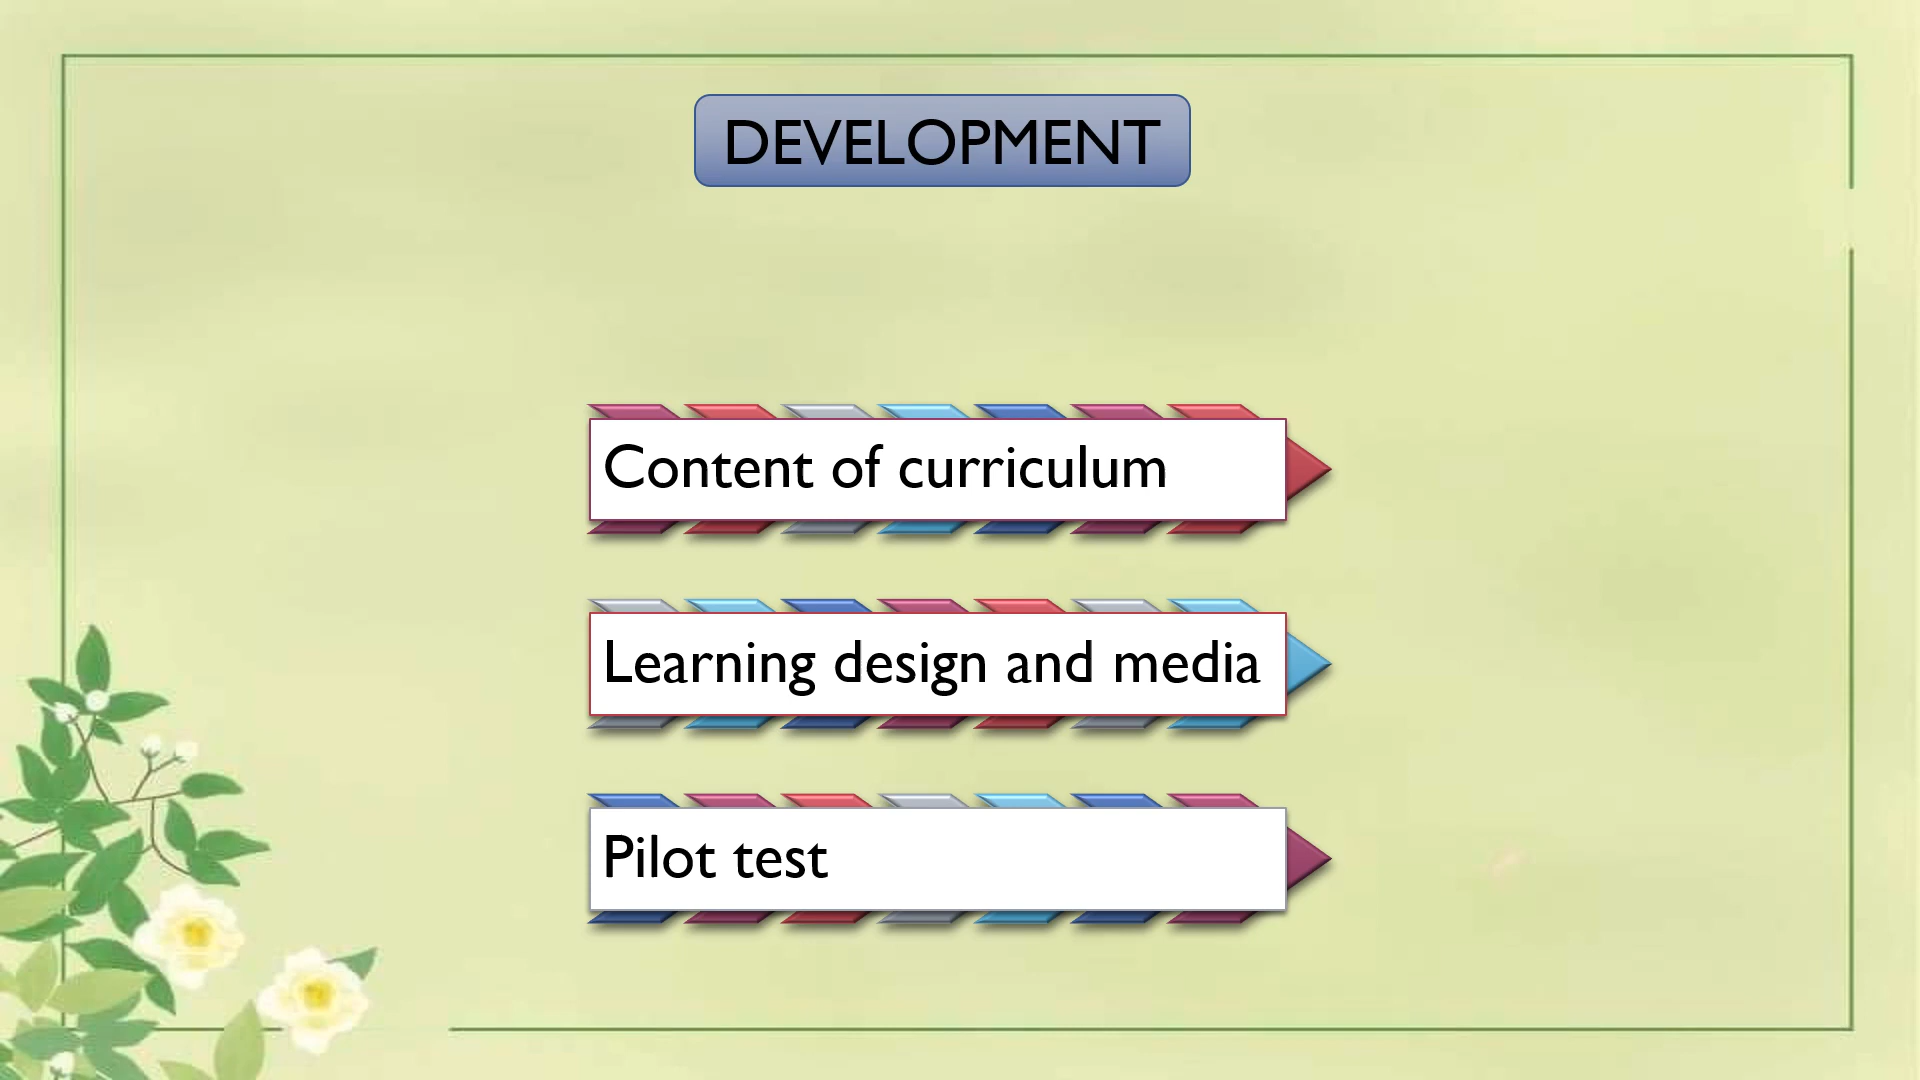 DEVELOPMENT
Content of curriculum
Learning design and media
Pilot test